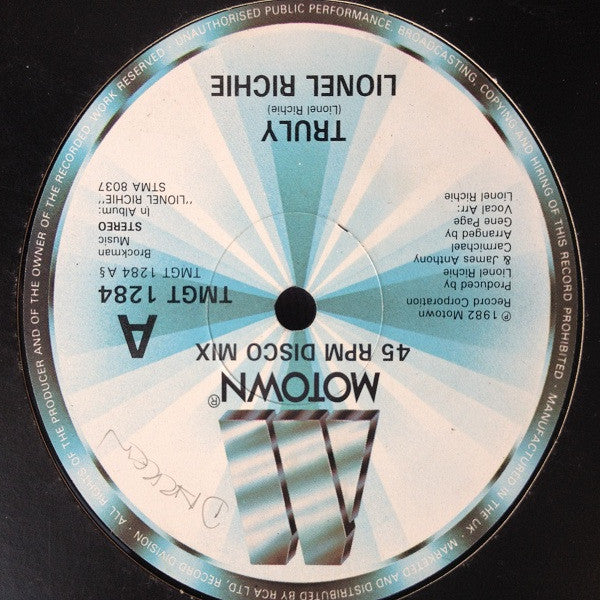 MOTOWN®
45 RPM DISCO MIX
℗ 1982 Motown
Record Corporation
Produced by
Lionel Richie
& James Anthony
Carmichael
Arranged by
Gene Page
Vocal Arr:
Lionel Richie
A
TMGT 1284
TMGT 1284 A§
Brockman
Music
STEREO
In Album:
"LIONEL RICHIE"
STMA 8037
TRULY
(Lionel Richie)
LIONEL RICHIE
ALL RIGHTS OF THE PRODUCER AND OF THE OWNER OF THE RECORDED WORK RESERVED · UNAUTHORISED PUBLIC PERFORMANCE, BROADCASTING, COPYING AND HIRING OF THIS RECORD PROHIBITED · MANUFACTURED IN THE UK · MARKETED AND DISTRIBUTED BY RCA LTD, RECORD DIVISION ·